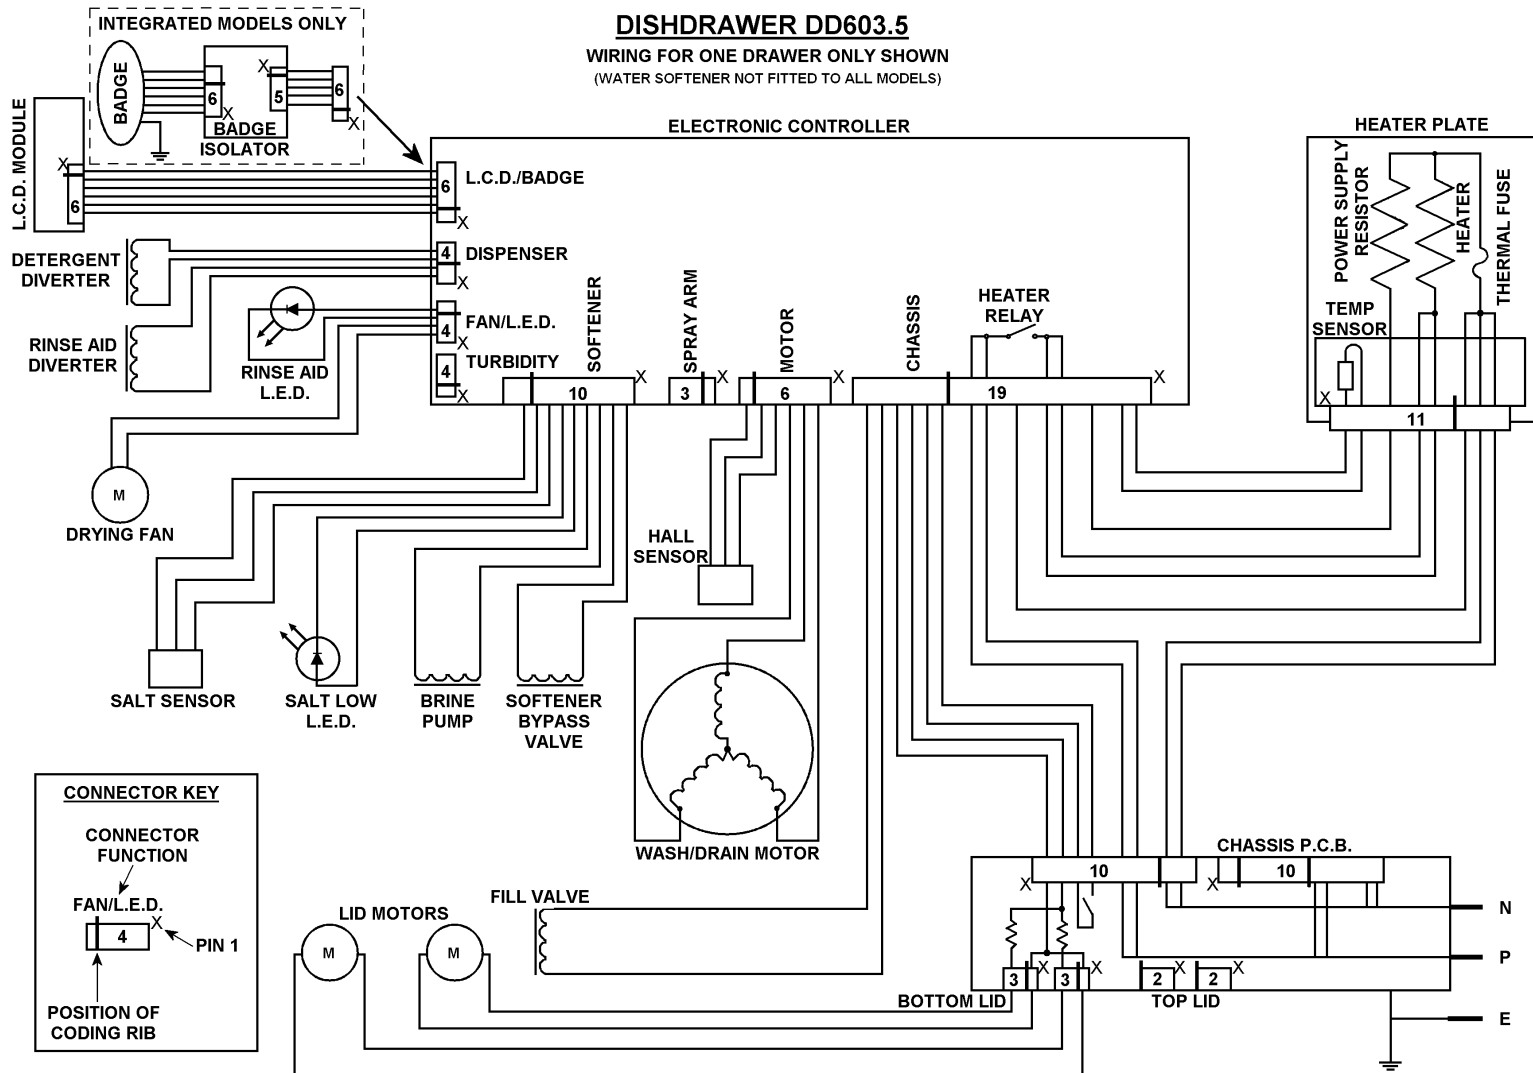 DISHDRAWER DD603.5
WIRING FOR ONE DRAWER ONLY SHOWN
(WATER SOFTENER NOT FITTED TO ALL MODELS)
INTEGRATED MODELS ONLY
BADGE
6
X
X
5
6
X
BADGE
ISOLATOR
L.C.D. MODULE
X
6
ELECTRONIC CONTROLLER
6
L.C.D./BADGE
X
4
DISPENSER
X
FAN/L.E.D.
4
X
TURBIDITY
4
X
DETERGENT
DIVERTER
RINSE AID
DIVERTER
RINSE AID
L.E.D.
SOFTENER
10
X
SPRAY ARM
3
X
MOTOR
6
X
CHASSIS
19
X
HEATER
RELAY
HEATER PLATE
POWER SUPPLY
RESISTOR
HEATER
THERMAL FUSE
TEMP
SENSOR
X
11
M
DRYING FAN
SALT SENSOR
SALT LOW
L.E.D.
BRINE
PUMP
SOFTENER
BYPASS
VALVE
HALL
SENSOR
WASH/DRAIN MOTOR
CONNECTOR KEY
CONNECTOR
FUNCTION
FAN/L.E.D.
X
4
PIN 1
POSITION OF
CODING RIB
LID MOTORS
M
M
FILL VALVE
CHASSIS P.C.B.
X
10
X
10
N
P
E
BOTTOM LID
3
X
3
X
2
X
2
X
TOP LID